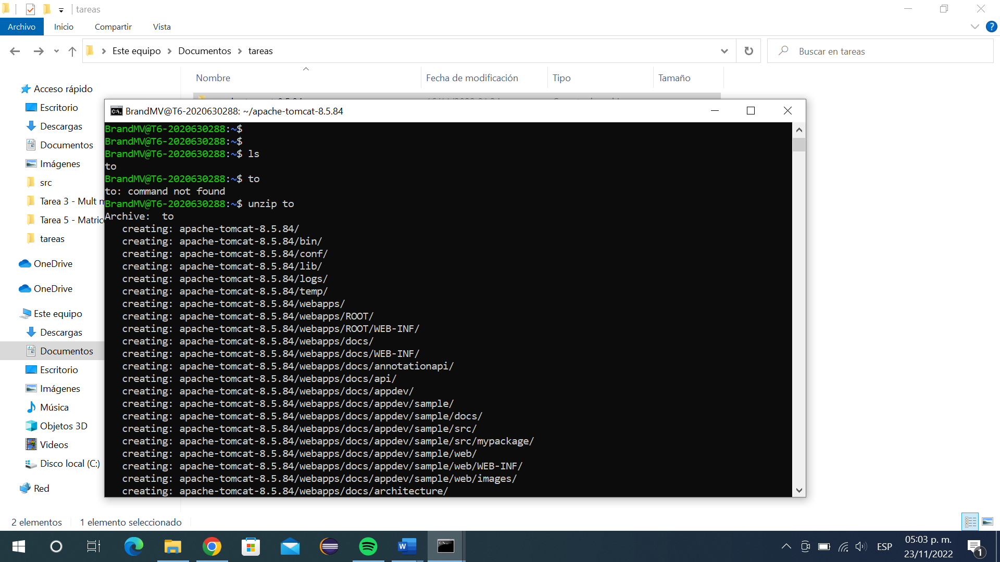 tareas
Archivo Inicio Compartir Vista
Este equipo Documentos tareas
Buscar en tareas
Nombre Fecha de modificación Tipo Tamaño
Acceso rápido
Escritorio
Descargas
Documentos
Imágenes
src
Tarea 3 - Mult
Tarea 5 - Matric
tareas
OneDrive
OneDrive
Este equipo
Descargas
Documentos
Escritorio
Imágenes
Música
Objetos 3D
Videos
Disco local (C:)
Red
BrandMV@T6-2020630288: ~/apache-tomcat-8.5.84
BrandMV@T6-2020630288:~$
BrandMV@T6-2020630288:~$
BrandMV@T6-2020630288:~$ ls
to
BrandMV@T6-2020630288:~$ to
to: command not found
BrandMV@T6-2020630288:~$ unzip to
Archive:  to
creating: apache-tomcat-8.5.84/
creating: apache-tomcat-8.5.84/bin/
creating: apache-tomcat-8.5.84/conf/
creating: apache-tomcat-8.5.84/lib/
creating: apache-tomcat-8.5.84/logs/
creating: apache-tomcat-8.5.84/temp/
creating: apache-tomcat-8.5.84/webapps/
creating: apache-tomcat-8.5.84/webapps/ROOT/
creating: apache-tomcat-8.5.84/webapps/ROOT/WEB-INF/
creating: apache-tomcat-8.5.84/webapps/docs/
creating: apache-tomcat-8.5.84/webapps/docs/WEB-INF/
creating: apache-tomcat-8.5.84/webapps/docs/annotationapi/
creating: apache-tomcat-8.5.84/webapps/docs/api/
creating: apache-tomcat-8.5.84/webapps/docs/appdev/
creating: apache-tomcat-8.5.84/webapps/docs/appdev/sample/
creating: apache-tomcat-8.5.84/webapps/docs/appdev/sample/docs/
creating: apache-tomcat-8.5.84/webapps/docs/appdev/sample/src/
creating: apache-tomcat-8.5.84/webapps/docs/appdev/sample/src/mypackage/
creating: apache-tomcat-8.5.84/webapps/docs/appdev/sample/web/
creating: apache-tomcat-8.5.84/webapps/docs/appdev/sample/web/WEB-INF/
creating: apache-tomcat-8.5.84/webapps/docs/appdev/sample/web/images/
creating: apache-tomcat-8.5.84/webapps/docs/architecture/
2 elementos 1 elemento seleccionado
ESP
05:03 p. m.
23/11/2022
1